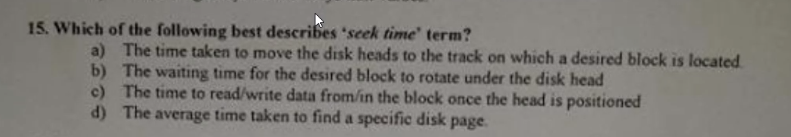 15. Which of the following best describes 'seek time' term?
a) The time taken to move the disk heads to the track on which a desired block is located.
b) The waiting time for the desired block to rotate under the disk head
c) The time to read/write data from/in the block once the head is positioned
d) The average time taken to find a specific disk page.